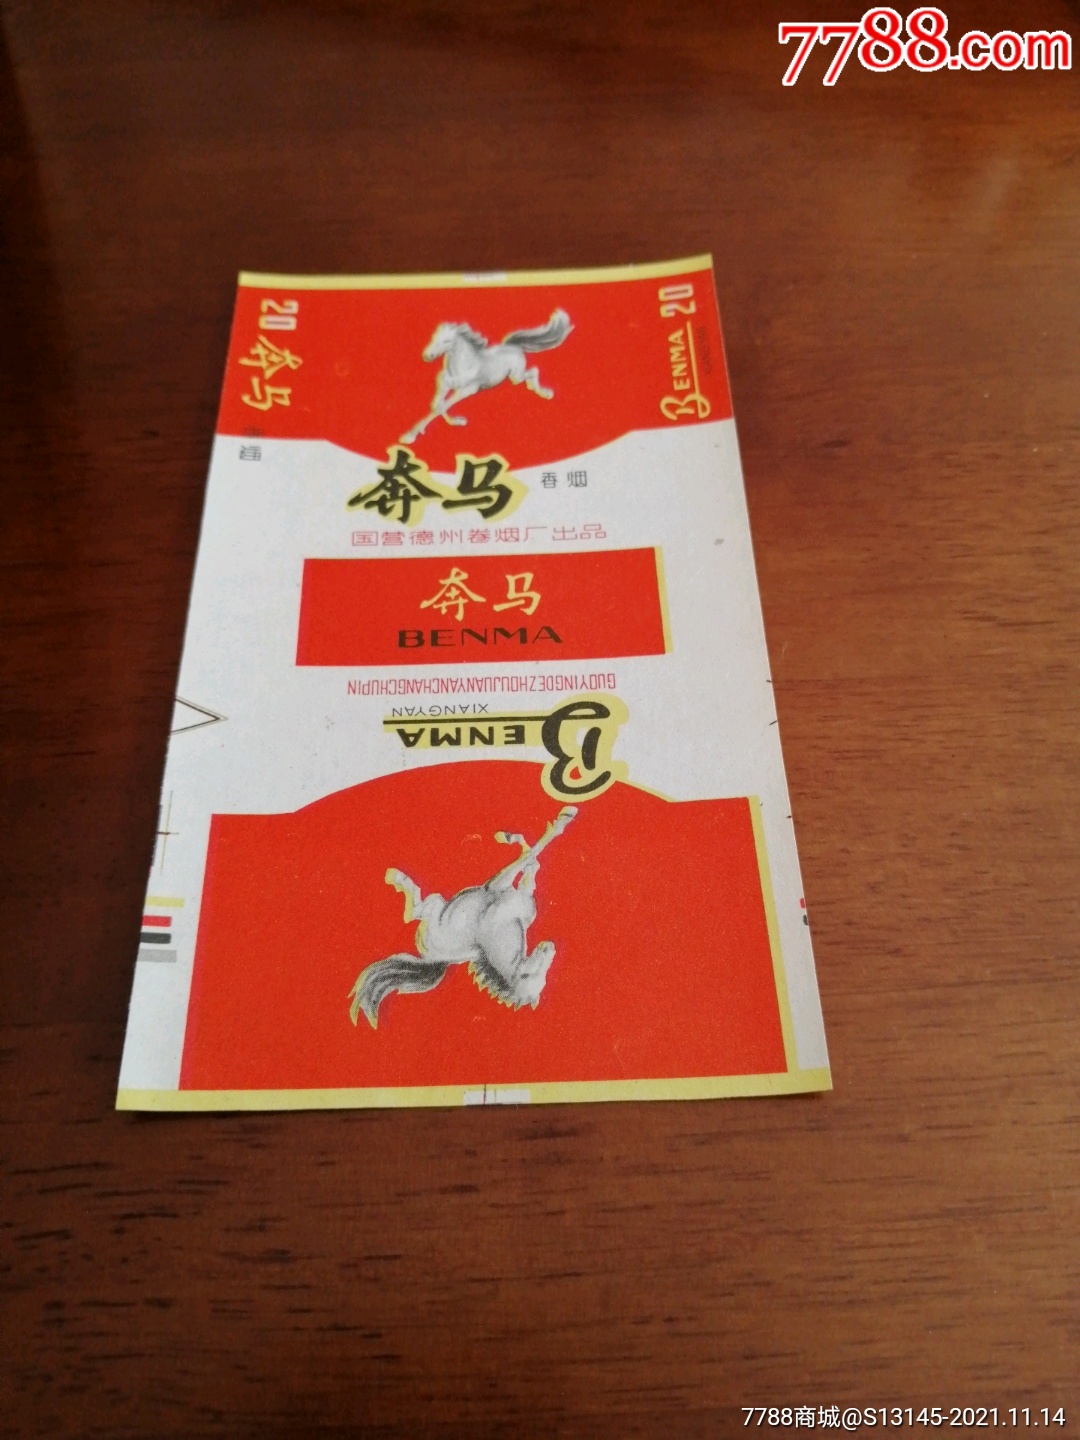 7788.com
20 奔马
BENMA 20
奔马 香烟
国营德州卷烟厂出品
奔马
BENMA
GUOYINGDEZHOUJUANYANCHANGCHUPIN
XIANGYAN
BENMA
7788商城@S13145-2021.11.14